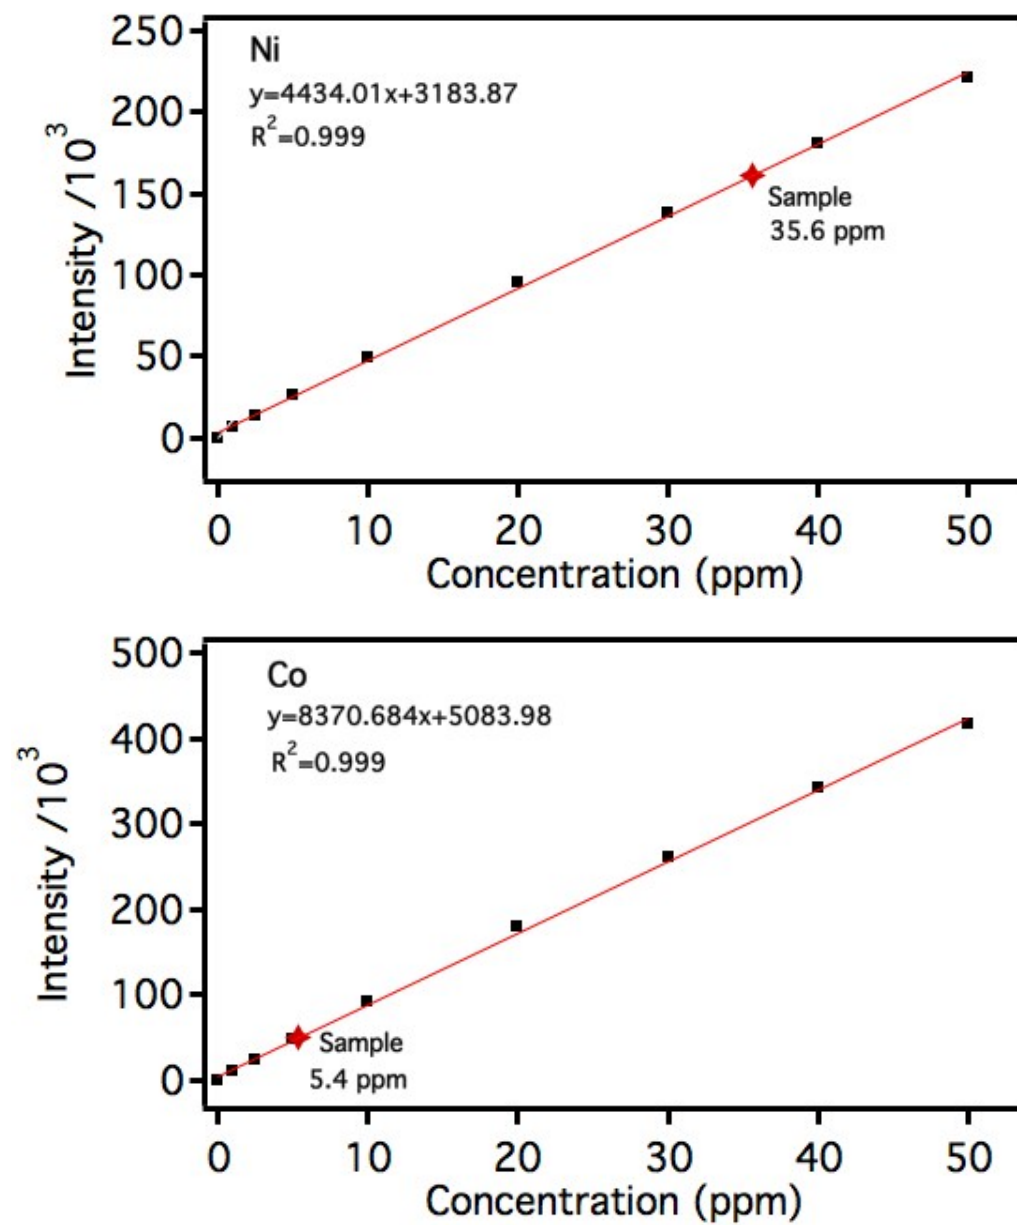 250
Ni
y=4434.01x+3183.87
R²=0.999
200
150
100
50
0
Intensity /10³
Sample
35.6 ppm
0 10 20 30 40 50
Concentration (ppm)
500
Co
y=8370.684x+5083.98
R²=0.999
400
300
200
100
0
Intensity /10³
Sample
5.4 ppm
0 10 20 30 40 50
Concentration (ppm)